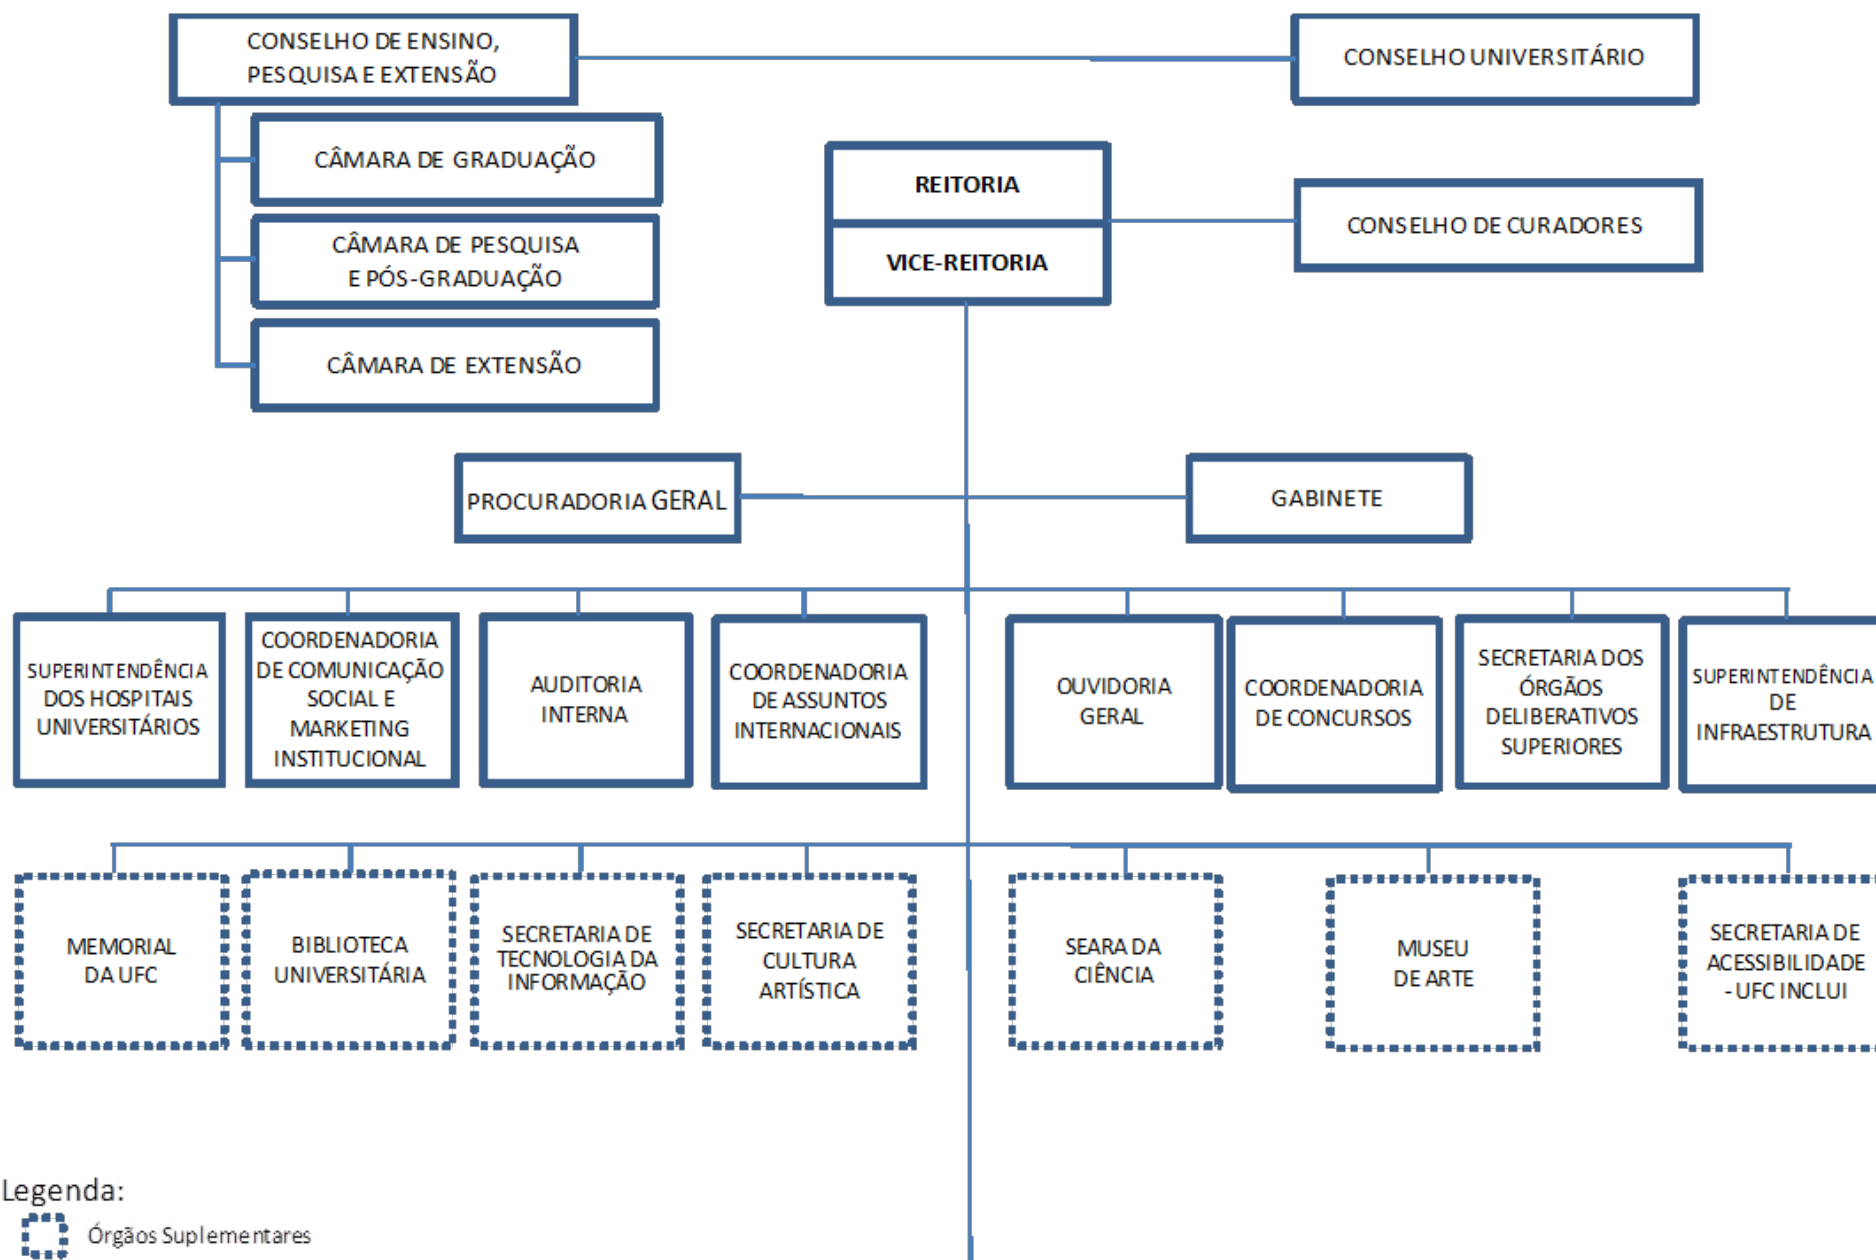 CONSELHO DE ENSINO,
PESQUISA E EXTENSÃO
CONSELHO UNIVERSITÁRIO
CÂMARA DE GRADUAÇÃO
CÂMARA DE PESQUISA
E PÓS-GRADUAÇÃO
CÂMARA DE EXTENSÃO
REITORIA
VICE-REITORIA
CONSELHO DE CURADORES
PROCURADORIA GERAL
GABINETE
SUPERINTENDÊNCIA
DOS HOSPITAIS
UNIVERSITÁRIOS
COORDENADORIA
DE COMUNICAÇÃO
SOCIAL E
MARKETING
INSTITUCIONAL
AUDITORIA
INTERNA
COORDENADORIA
DE ASSUNTOS
INTERNACIONAIS
OUVIDORIA
GERAL
COORDENADORIA
DE CONCURSOS
SECRETARIA DOS
ÓRGÃOS
DELIBERATIVOS
SUPERIORES
SUPERINTENDÊNCIA
DE
INFRAESTRUTURA
MEMORIAL
DA UFC
BIBLIOTECA
UNIVERSITÁRIA
SECRETARIA DE
TECNOLOGIA DA
INFORMAÇÃO
SECRETARIA DE
CULTURA
ARTÍSTICA
SEARA DA
CIÊNCIA
MUSEU
DE ARTE
SECRETARIA DE
ACESSIBILIDADE
- UFC INCLUI
Legenda:
Órgãos Suplementares